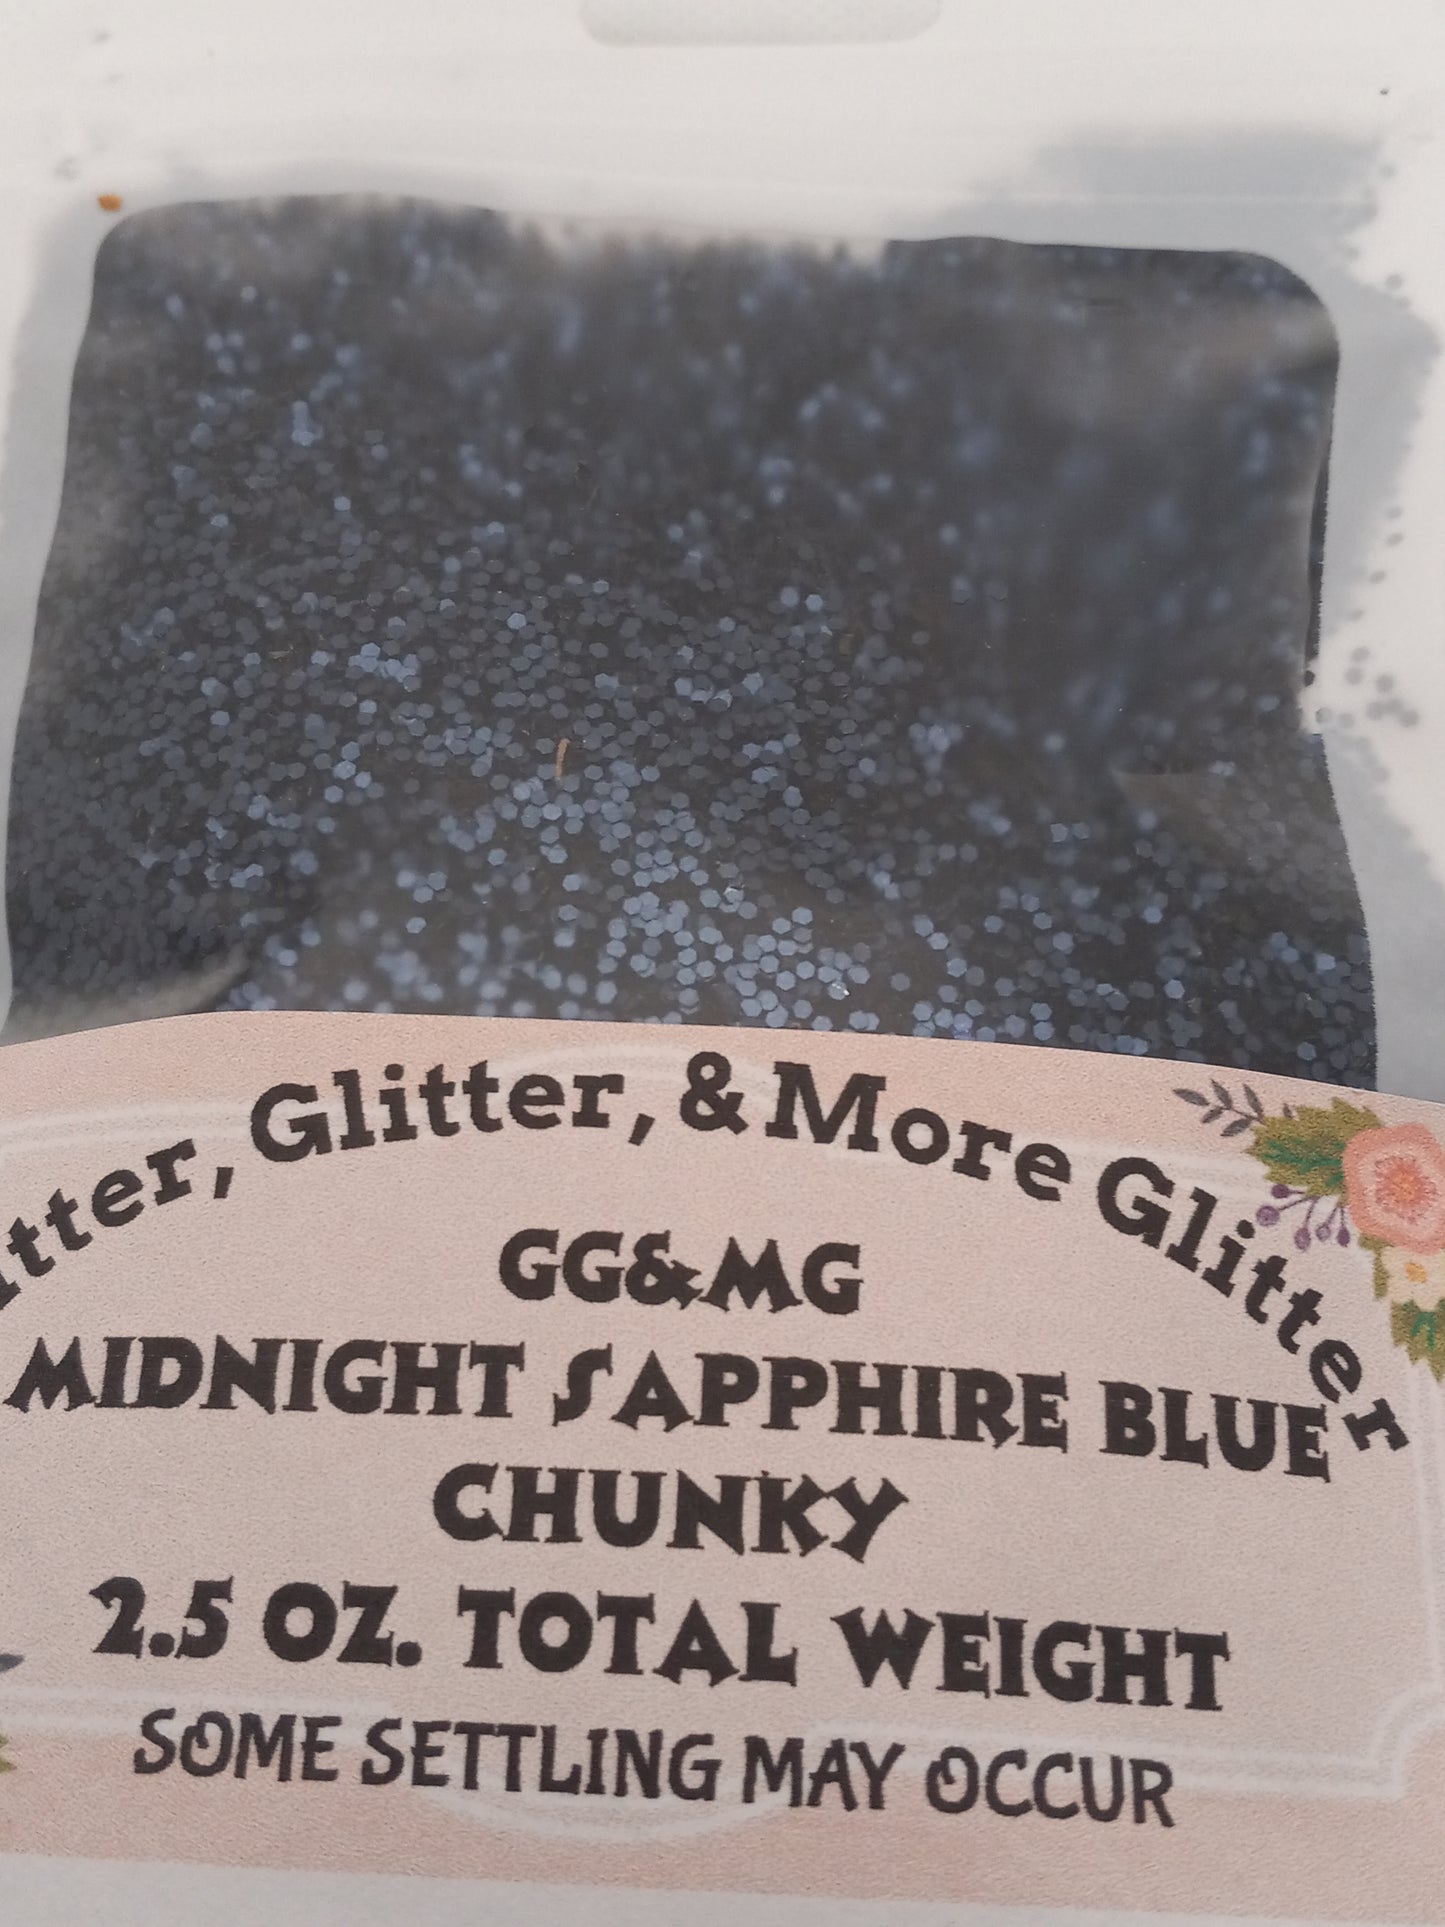 Glitter, & More Glitter
GG&MG
MIDNIGHT SAPPHIRE BLUE
CHUNKY
2.5 OZ. TOTAL WEIGHT
SOME SETTLING MAY OCCUR